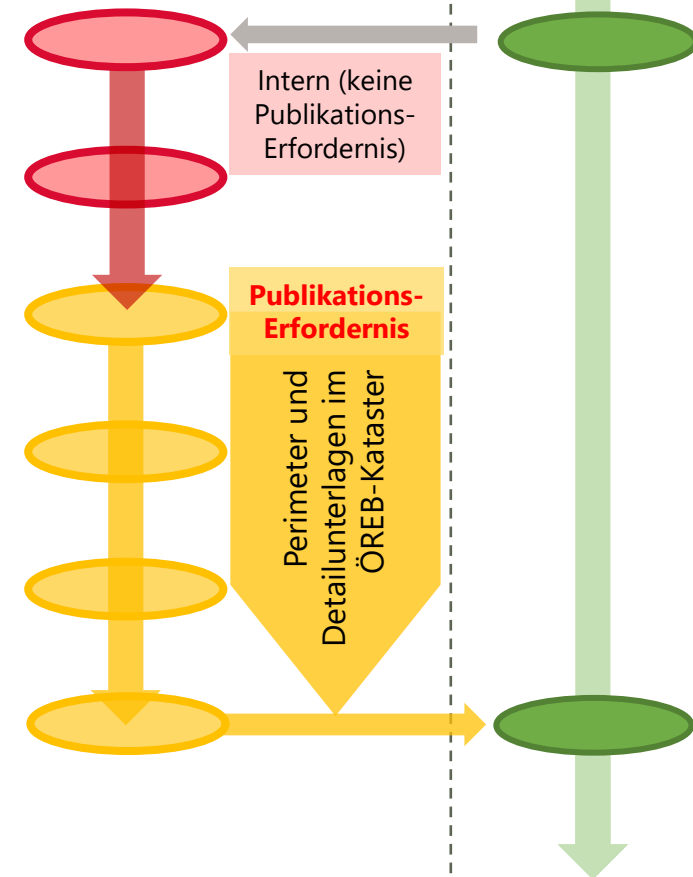 Intern (keine
Publikations-
Erfordernis)
Publikations-
Erfordernis
Perimeter und
Detailunterlagen im
ÖREB-Kataster